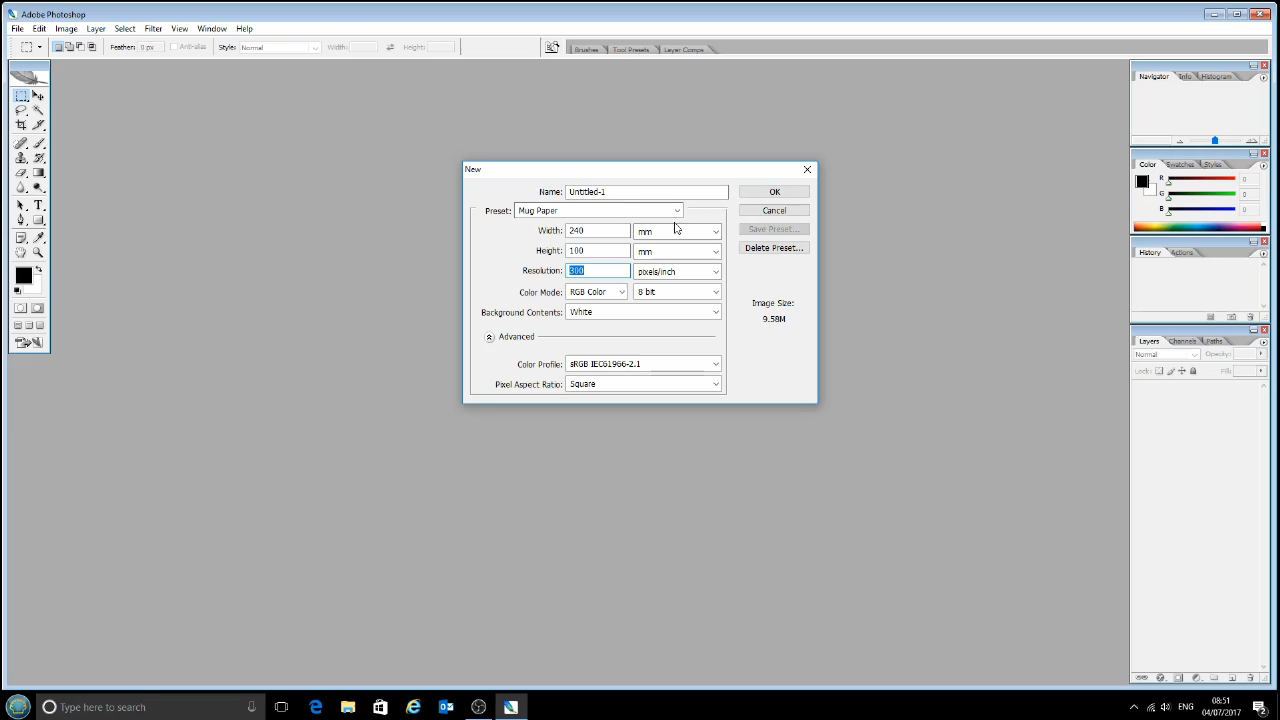 Adobe Photoshop
File Edit Image Layer Select Filter View Window Help
Feather: 0 px Anti-alias Style: Normal Width: Height: Brushes Tool Presets Layer Comps
Navigator Info Histogram
Color Swatches Styles
R 0
G 0
B 0
History Actions
Layers Channels Paths
Normal Opacity:
Lock: Fill:
New
Name: Untitled-1 OK
Preset: Mug Paper Cancel
Width: 240 mm Save Preset...
Height: 100 mm Delete Preset...
Resolution: 300 pixels/inch
Color Mode: RGB Color 8 bit
Background Contents: White
Image Size:
9.58M
Advanced
Color Profile: sRGB IEC61966-2.1
Pixel Aspect Ratio: Square
Type here to search
ENG
08:51
04/07/2017
2